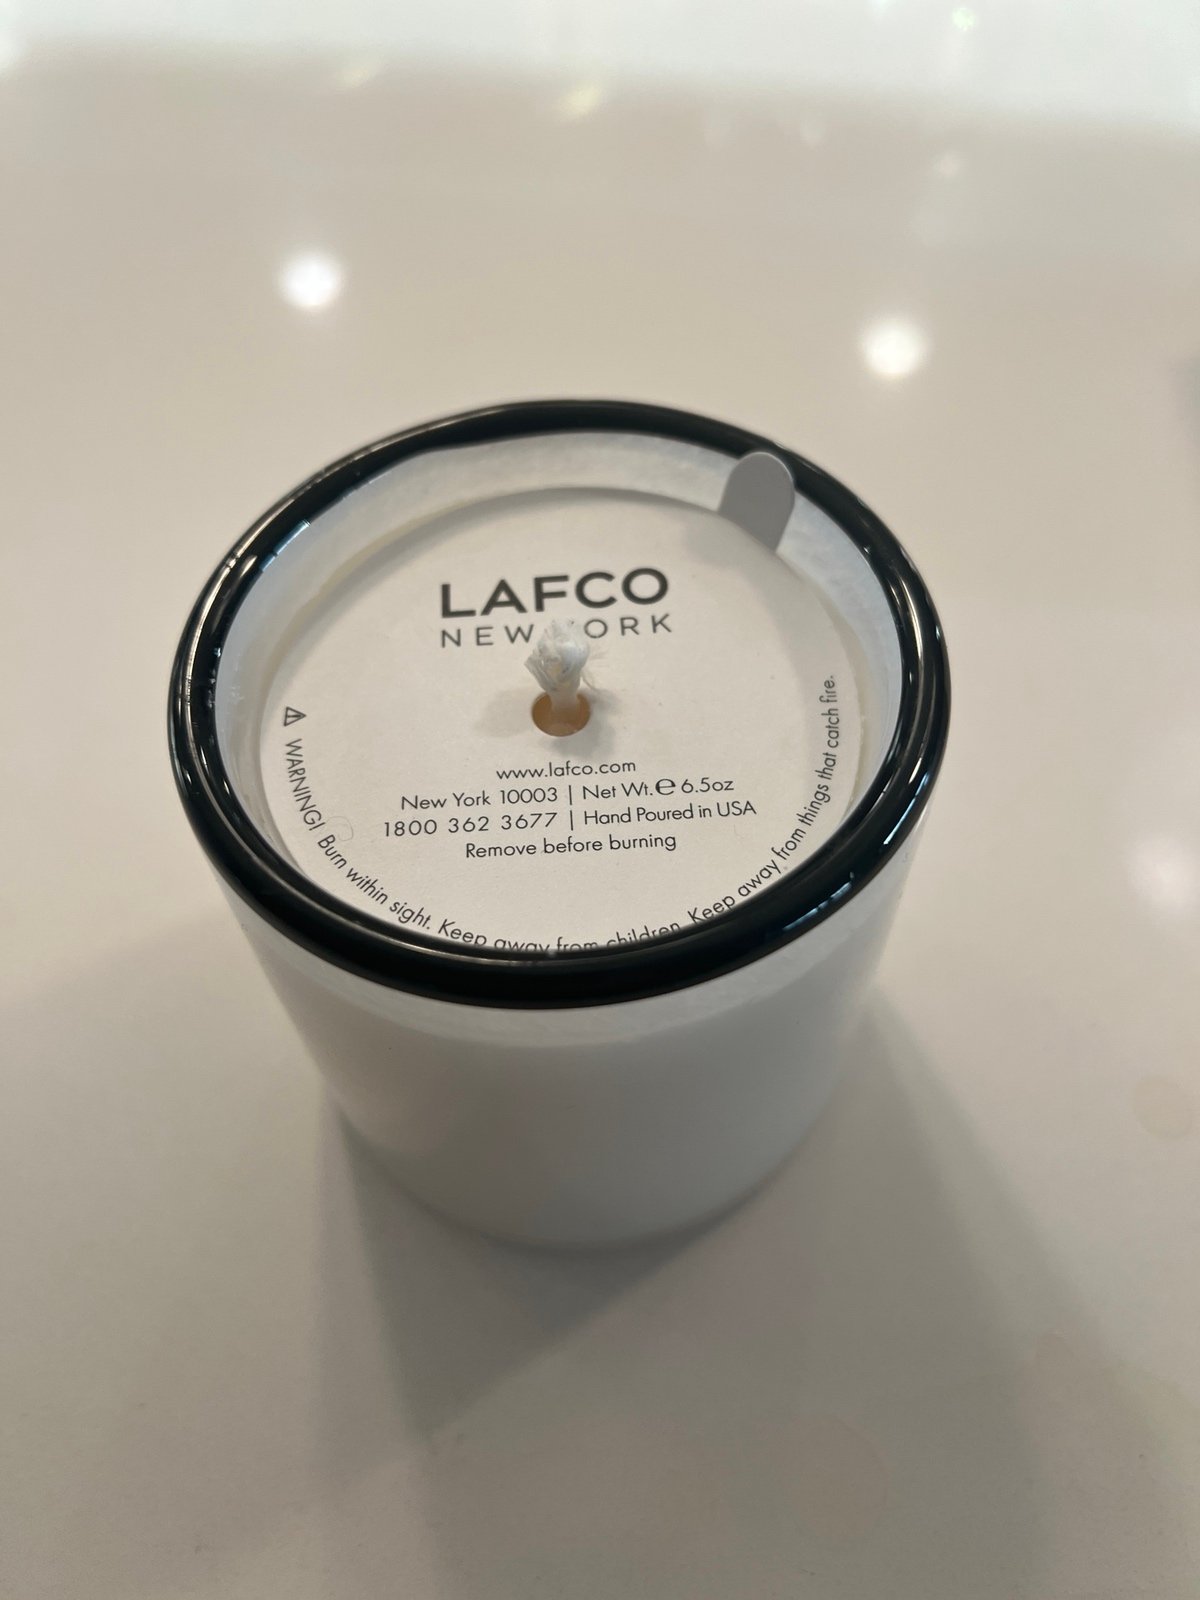 LAFCO
NEW YORK
www.lafco.com
New York 10003 | Net Wt.℮ 6.5oz
1800 362 3677 | Hand Poured in USA
Remove before burning
⚠ WARNING! Burn within sight. Keep away from children. Keep away from things that catch fire.